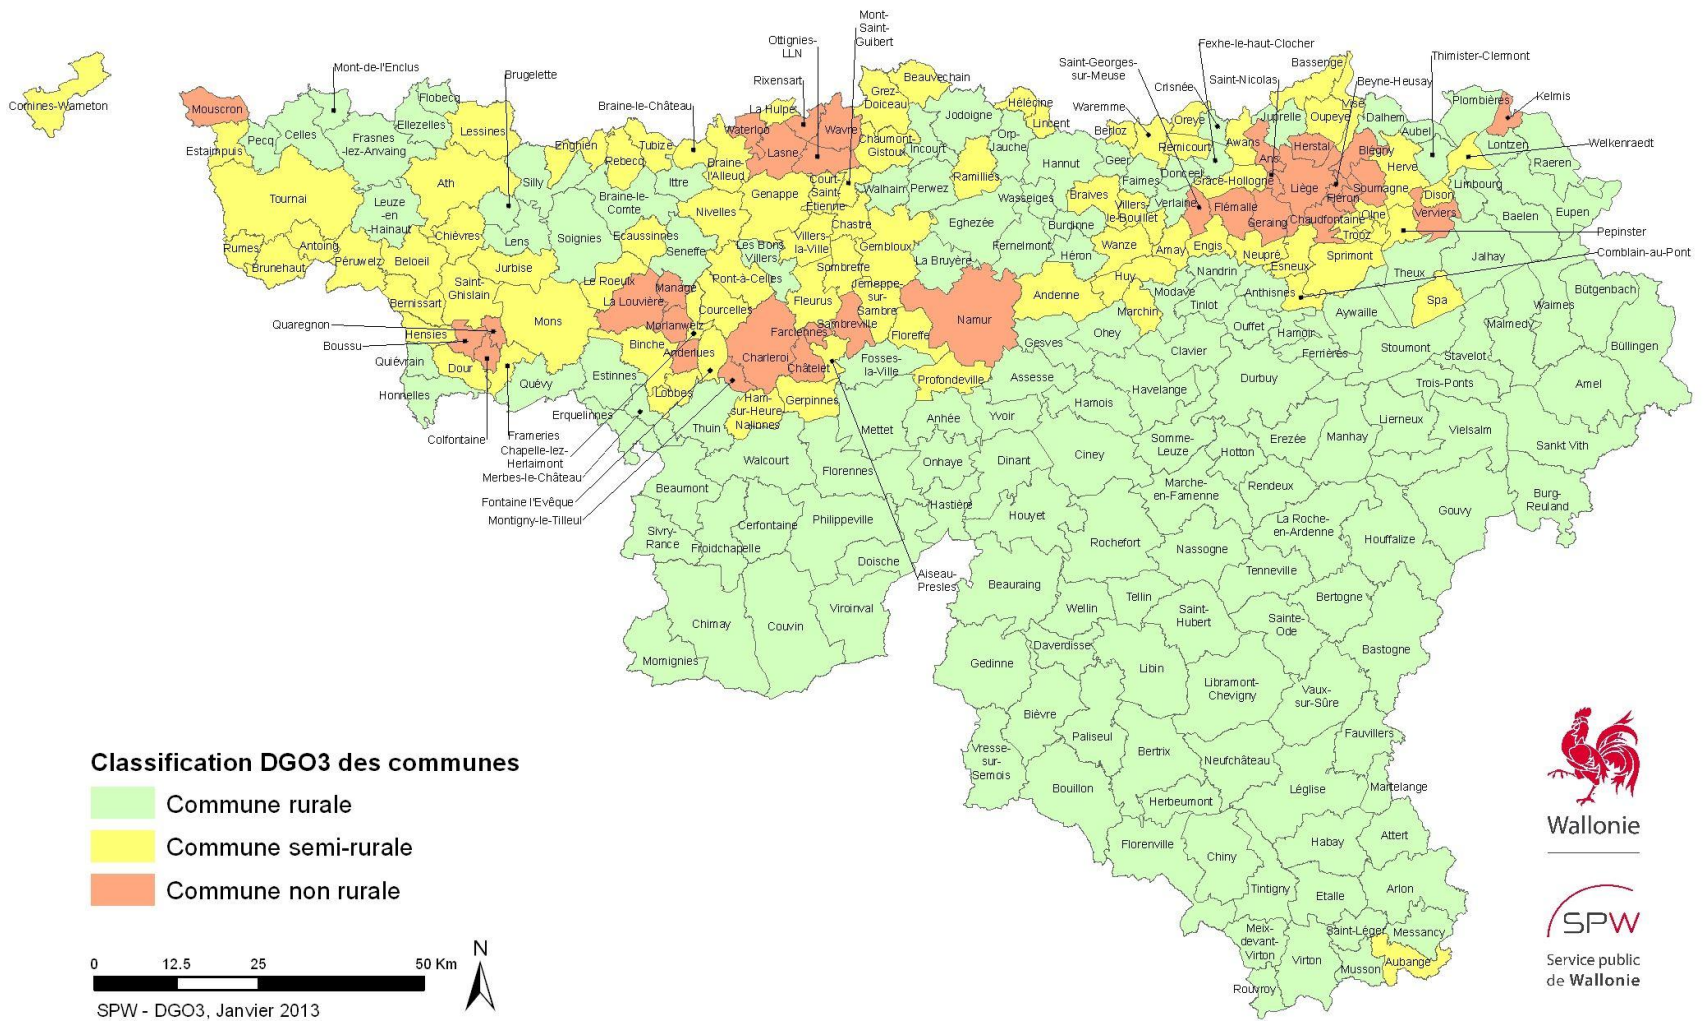 Mont-
Saint-
Guibert
Ottignies-
LLN
Fexhe-le-haut-Clocher
Mont-de-l'Enclus
Brugelette
Rixensart
Saint-Georges-
sur-Meuse
Bassenge
Thimister-Clermont
Crisnée
Saint-Nicolas
Beyne-Heusay
Beauvechain
Comines-Warneton
Mouscron
Flobecq
Braine-le-Château
La Hulpe
Grez-
Doiceau
Hélécine
Waremme
Visé
Plombières
Kelmis
Celles
Ellezelles
Lessines
Waterloo
Wavre
Jodoigne
Lincent
Berloz
Oreye
Juprelle
Oupeye
Dalhem
Aubel
Lontzen
Welkenraedt
Estaimpuis
Pecq
Frasnes
-lez-Anvaing
Enghien
Tubize
Rebecq
Lasne
Chaumont-
Gistoux
Incourt
Orp-
Jauche
Remicourt
Awans
Herstal
Blegny
Herve
Raeren
Hannut
Geer
Ans
Braine-
l'Alleud
Court-
Saint-
Etienne
Ramillies
Donceel
Grâce-Hollogne
Liège
Soumagne
Dison
Limbourg
Ath
Silly
Ittre
Genappe
Walhain
Perwez
Wasseiges
Braives
Faimes
Verlaine
Flémalle
Fléron
Verviers
Baelen
Eupen
Tournai
Leuze
-en
-Hainaut
Braine-le-
Comte
Nivelles
Chastre
Villers-
le-Bouillet
Seraing
Chaudfontaine
Olne
Trooz
Pepinster
Eghezée
Burdinne
Chièvres
Lens
Soignies
Ecaussinnes
Villers-
la-Ville
Gembloux
Fernelmont
Wanze
Amay
Engis
Neupré
Esneux
Sprimont
Comblain-au-Pont
Rumes
Antoing
Brunehaut
Péruwelz
Beloeil
Jurbise
Seneffe
Les Bons
Villers
Sombreffe
La Bruyère
Héron
Huy
Nandrin
Theux
Jalhay
Pont-à-Celles
Le Roeulx
Manage
Fleurus
Jemeppe-
sur-
Sambre
Andenne
Modave
Tinlot
Anthisnes
Spa
Bütgenbach
Bernissart
Saint-
Ghislain
La Louvière
Courcelles
Marchin
Aywaille
Waimes
Malmedy
Quaregnon
Hensies
Mons
Morlanwelz
Farciennes
Sambreville
Floreffe
Namur
Ohey
Ouffet
Hamoir
Boussu
Binche
Anderlues
Charleroi
Châtelet
Fosses-
la-Ville
Gesves
Clavier
Ferrières
Stoumont
Stavelot
Büllingen
Quiévrain
Dour
Quévy
Estinnes
Lobbes
Ham-
sur-Heure
Nalinnes
Gerpinnes
Profondeville
Assesse
Havelange
Durbuy
Trois-Ponts
Amel
Honnelles
Erquelinnes
Thuin
Mettet
Anhée
Yvoir
Hamois
Lierneux
Colfontaine
Frameries
Chapelle-lez-
Herlaimont
Merbes-le-Château
Walcourt
Florennes
Onhaye
Dinant
Ciney
Somme-
Leuze
Hotton
Erezée
Manhay
Vielsalm
Sankt Vith
Fontaine l'Evêque
Montigny-le-Tilleul
Beaumont
Hastière
Marche-
en-Famenne
Rendeux
Gouvy
Burg-
Reuland
Sivry-
Rance
Froidchapelle
Cerfontaine
Philippeville
Houyet
Rochefort
Nassogne
La Roche-
en-Ardenne
Houffalize
Doische
Aiseau-
Presles
Beauraing
Tenneville
Bertogne
Chimay
Couvin
Viroinval
Wellin
Tellin
Saint-
Hubert
Sainte-
Ode
Momignies
Gedinne
Daverdisse
Libin
Libramont-
Chevigny
Bastogne
Vaux-
sur-Sûre
Bièvre
Paliseul
Bertrix
Neufchâteau
Fauvillers
Vresse-
sur-
Semois
Bouillon
Herbeumont
Léglise
Martelange
Florenville
Chiny
Habay
Attert
Tintigny
Etalle
Arlon
Meix-
devant-
Virton
Virton
Saint-Léger
Messancy
Musson
Aubange
Rouvroy
Classification DGO3 des communes
Commune rurale
Commune semi-rurale
Commune non rurale
0 12.5 25 50 Km
N
SPW - DGO3, Janvier 2013
Wallonie
SPW
Service public
de Wallonie